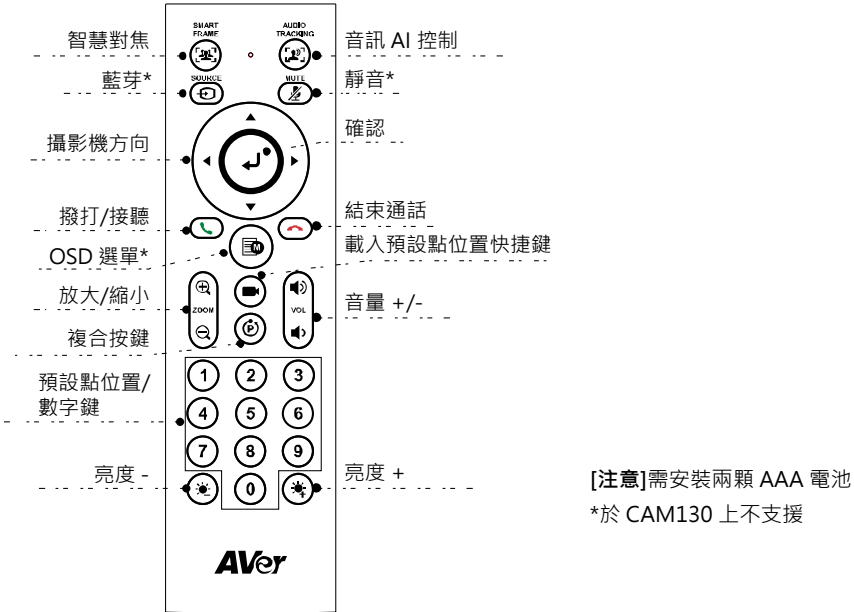 SMART
FRAME
AUDIO
TRACKING
智慧對焦
音訊 AI 控制
SOURCE
MUTE
藍芽*
靜音*
確認
攝影機方向
撥打/接聽
結束通話
OSD 選單*
M
載入預設點位置快捷鍵
放大/縮小
ZOOM
VOL
音量 +/-
複合按鍵
P
預設點位置/
數字鍵
1 2 3
4 5 6
7 8 9
亮度 -
0
亮度 +
[注意]需安裝兩顆 AAA 電池
*於 CAM130 上不支援
AVer